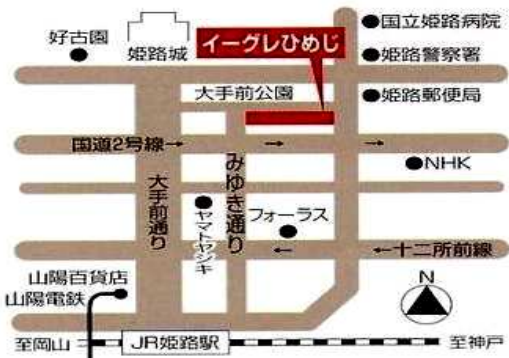 国立姫路病院
好古園
姫路城
イーグレひめじ
姫路警察署
大手前公園
姫路郵便局
国道2号線→
→
→
NHK
大手前通り
みゆき通り
ヤマトヤシキ
フォーラス
←
←十二所前線
山陽百貨店
山陽電鉄
N
至岡山
JR姫路駅
至神戸